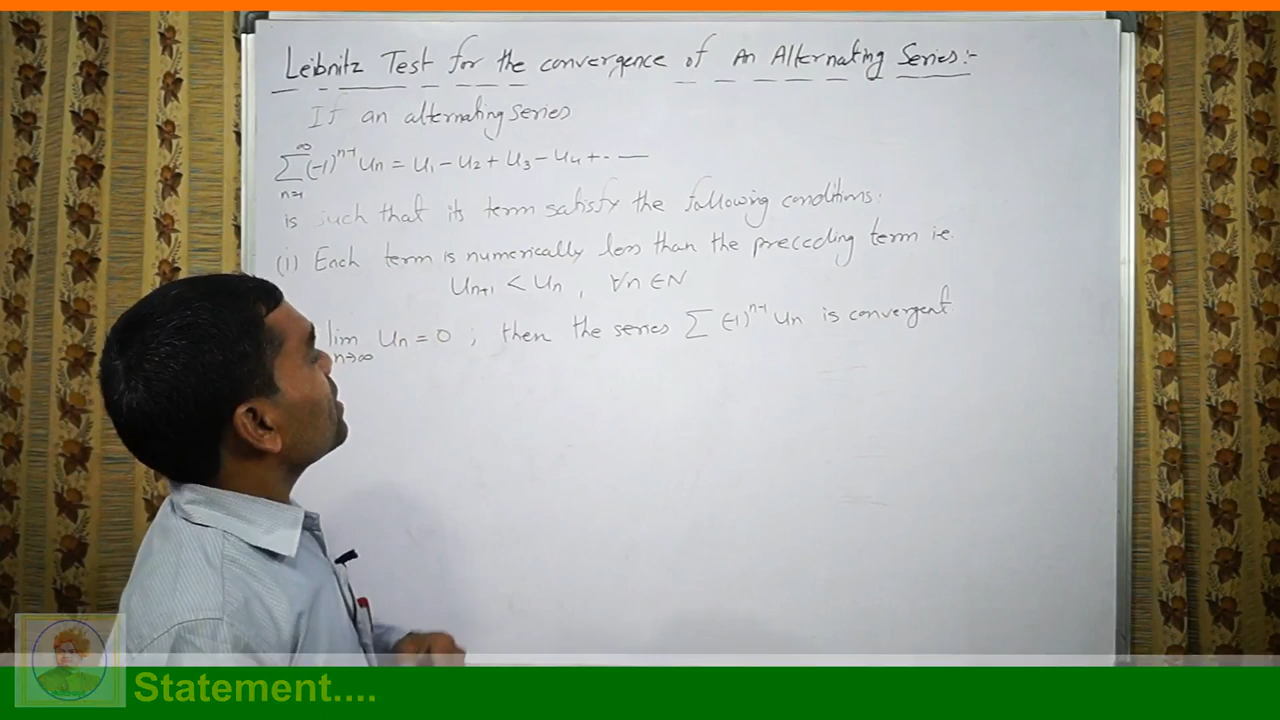 Leibnitz Test for the convergence of An Alternating Series:-
If an alternating series
∞
∑ (-1)ⁿ⁻¹ Un = U₁ - U₂ + U₃ - U₄ + . . —
n=1
is such that its term satisfy the following conditions:
(i) Each term is numerically less than the preceding term i.e.
Uₙ₊₁ < Uₙ , ∀n ∈ N
lim Un = 0 ; then the series ∑ (-1)ⁿ⁻¹ Un is convergent.
n→∞
Statement....